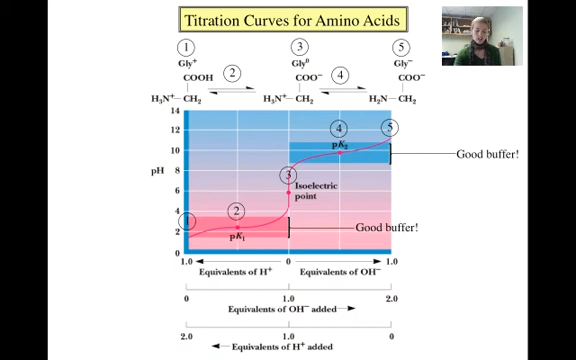 Titration Curves for Amino Acids
1 3 5
Gly⁺ Gly⁰ Gly⁻
COOH 2 COO⁻ 4 COO⁻
H₃N⁺—CH₂ H₃N⁺—CH₂ H₂N—CH₂
14
12
10
8
6
4
2
0
pH
1
2
pK₁
3
Isoelectric
point
4
pK₂
5
Good buffer!
Good buffer!
1.0 0 1.0
Equivalents of H⁺ Equivalents of OH⁻
0 1.0 2.0
Equivalents of OH⁻ added
2.0 1.0 0
Equivalents of H⁺ added